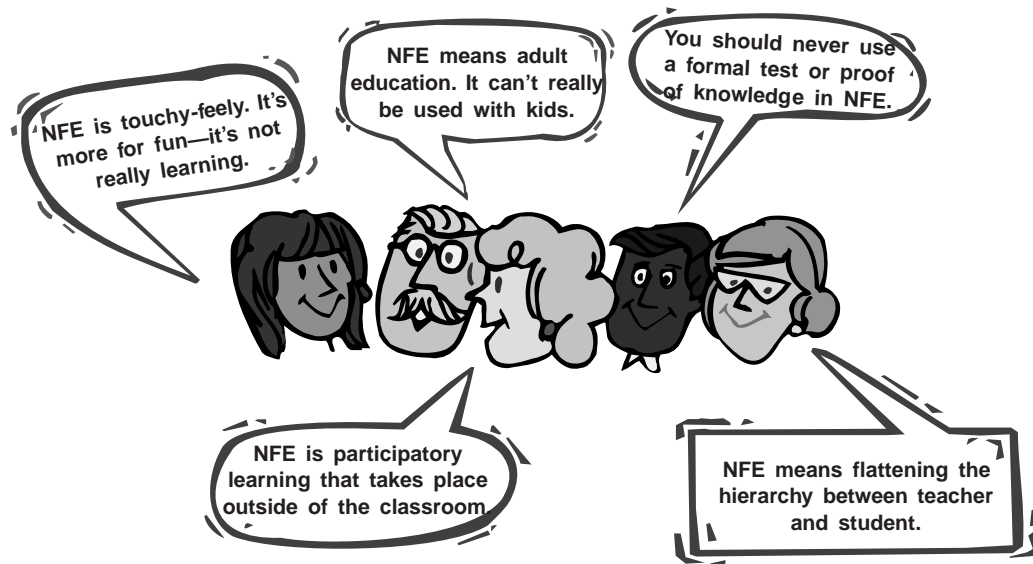 NFE is touchy-feely. It's
more for fun—it's not
really learning.
NFE means adult
education. It can't really
be used with kids.
You should never use
a formal test or proof
of knowledge in NFE.
NFE is participatory
learning that takes place
outside of the classroom.
NFE means flattening the
hierarchy between teacher
and student.